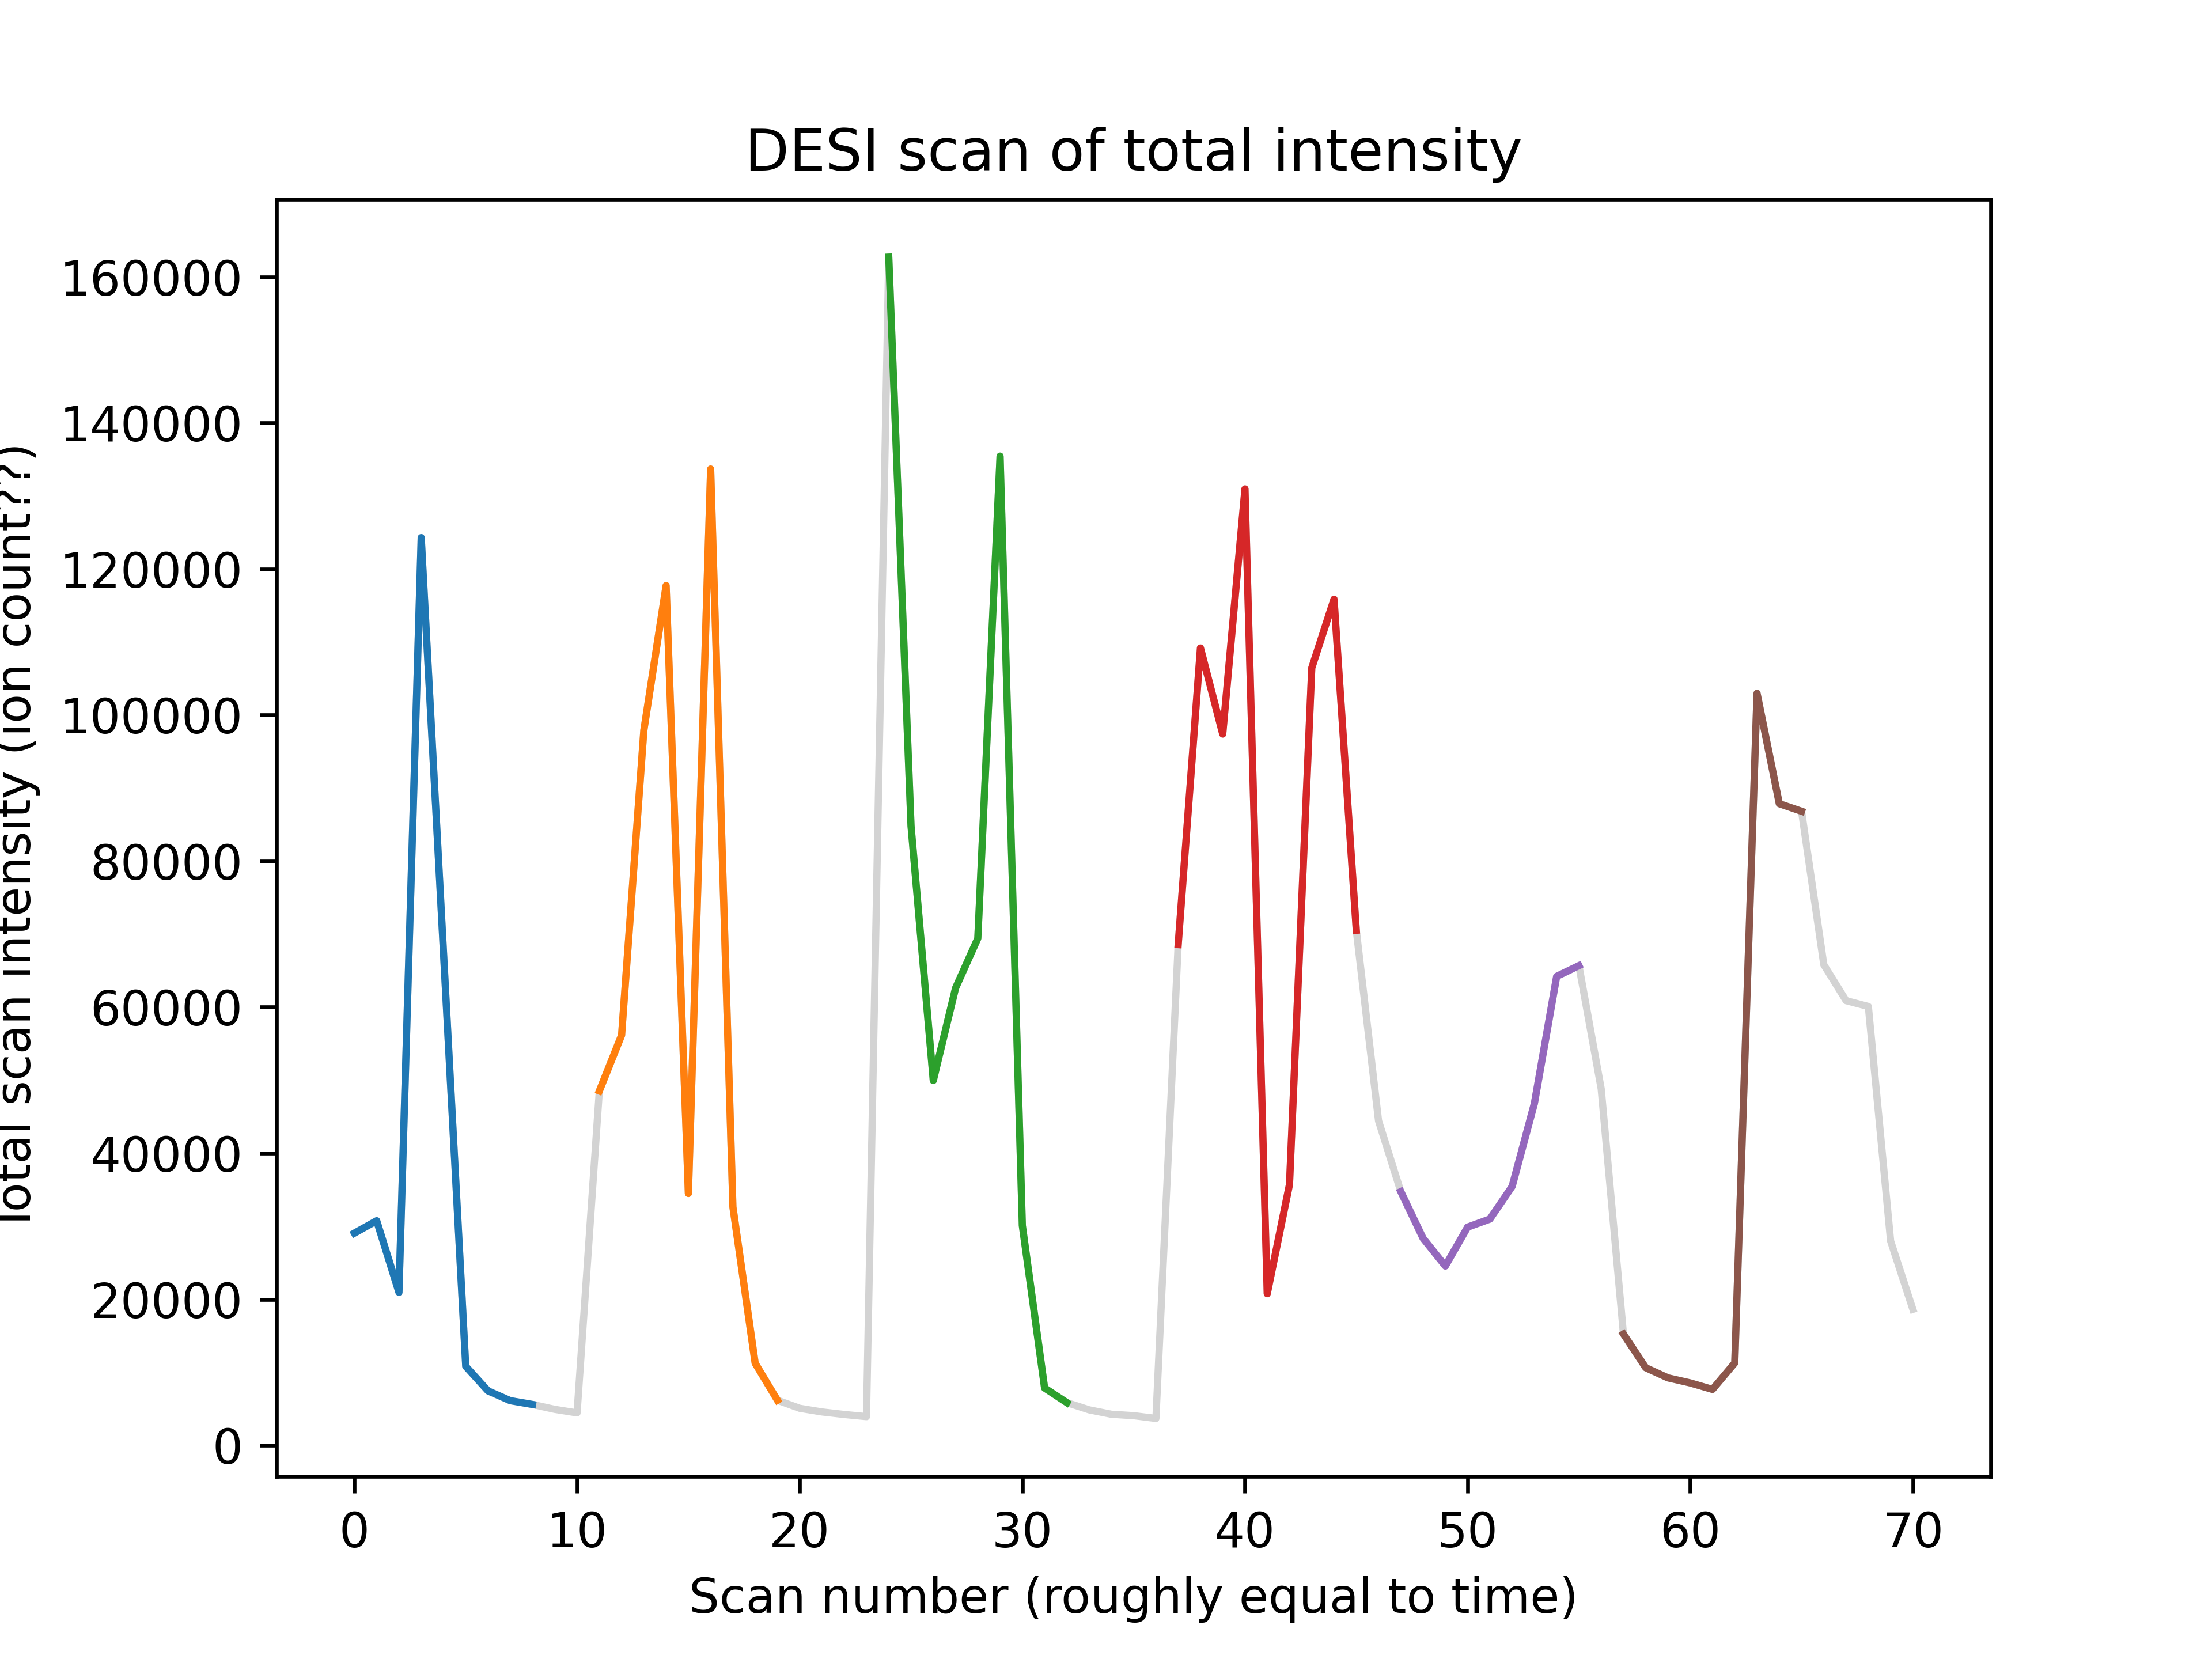 DESI scan of total intensity
Total scan intensity (ion count??)
160000
140000
120000
100000
80000
60000
40000
20000
0
0 10 20 30 40 50 60 70
Scan number (roughly equal to time)